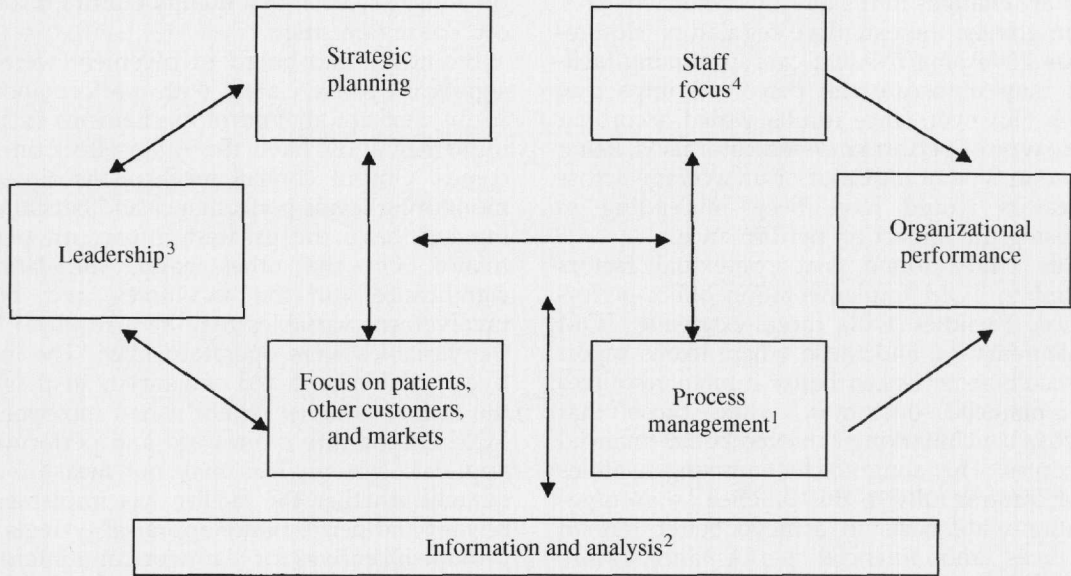 Strategic
planning
Staff
focus4
Leadership3
Organizational
performance
Focus on patients,
other customers,
and markets
Process
management1
Information and analysis2